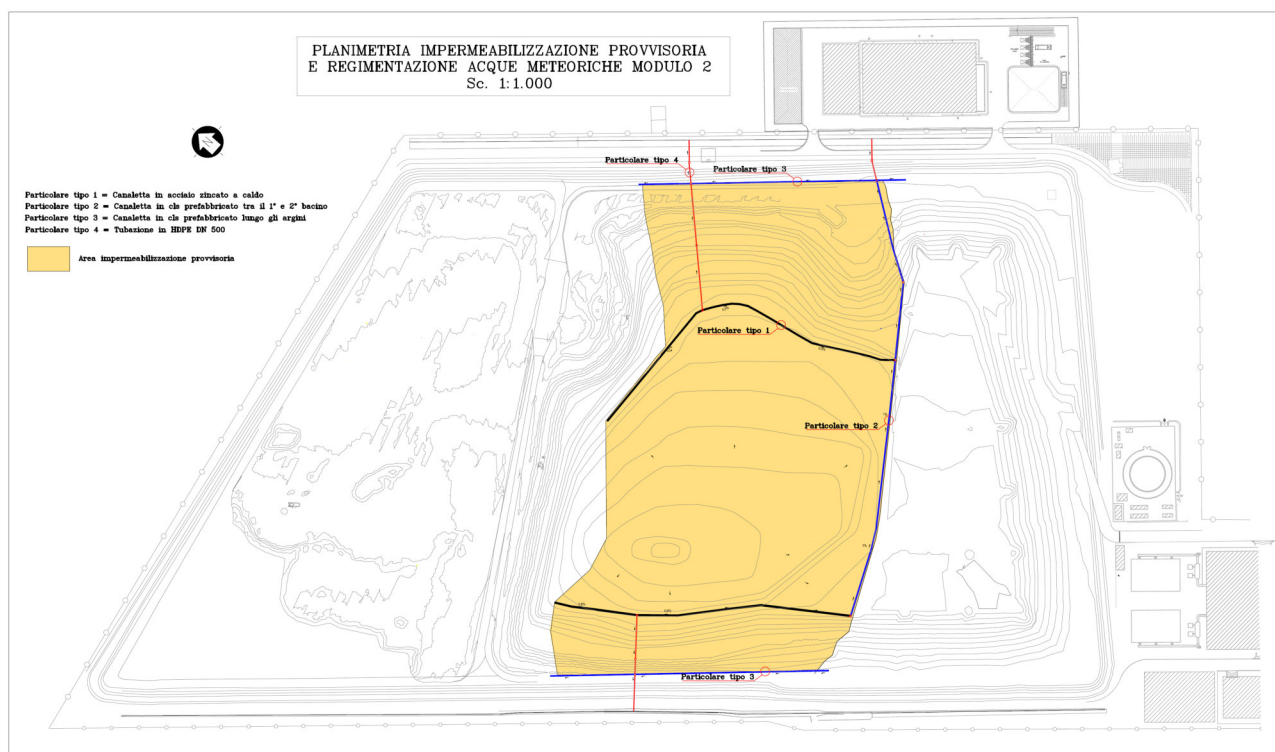 PLANIMETRIA IMPERMEABILIZZAZIONE PROVVISORIA
E REGIMENTAZIONE ACQUE METEORICHE MODULO 2
Sc. 1:1.000
Particolare tipo 4
Particolare tipo 3
Particolare tipo 1 = Canaletta in acciaio zincato a caldo
Particolare tipo 2 = Canaletta in cls prefabbricato tra il 1° e 2° bacino
Particolare tipo 3 = Canaletta in cls prefabbricato lungo gli argini
Particolare tipo 4 = Tubazione in HDPE DN 500
Area impermeabilizzazione provvisoria
Particolare tipo 1
Particolare tipo 2
Particolare tipo 3